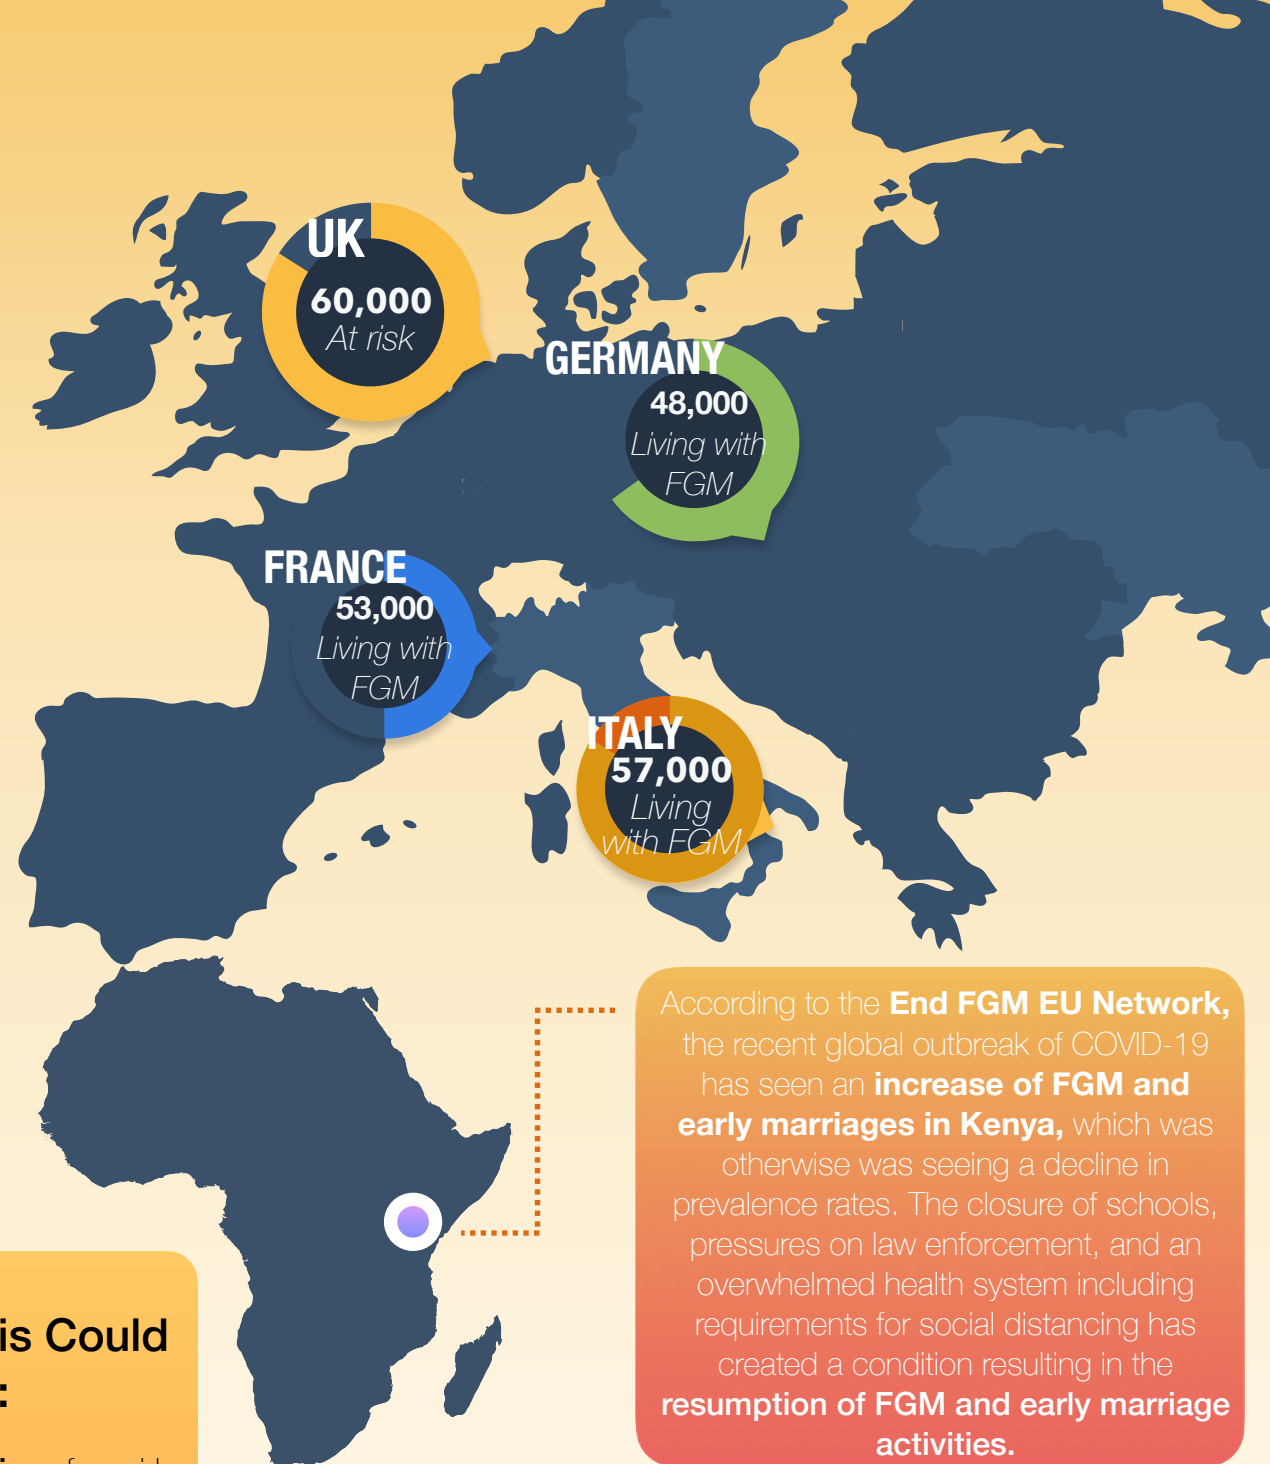 UK
60,000
At risk
GERMANY
48,000
Living with
FGM
FRANCE
53,000
Living with
FGM
ITALY
57,000
Living
with FGM
According to the End FGM EU Network,
the recent global outbreak of COVID-19
has seen an increase of FGM and
early marriages in Kenya, which was
otherwise was seeing a decline in
prevalence rates. The closure of schools,
pressures on law enforcement, and an
overwhelmed health system including
requirements for social distancing has
created a condition resulting in the
resumption of FGM and early marriage
activities.
is Could
: